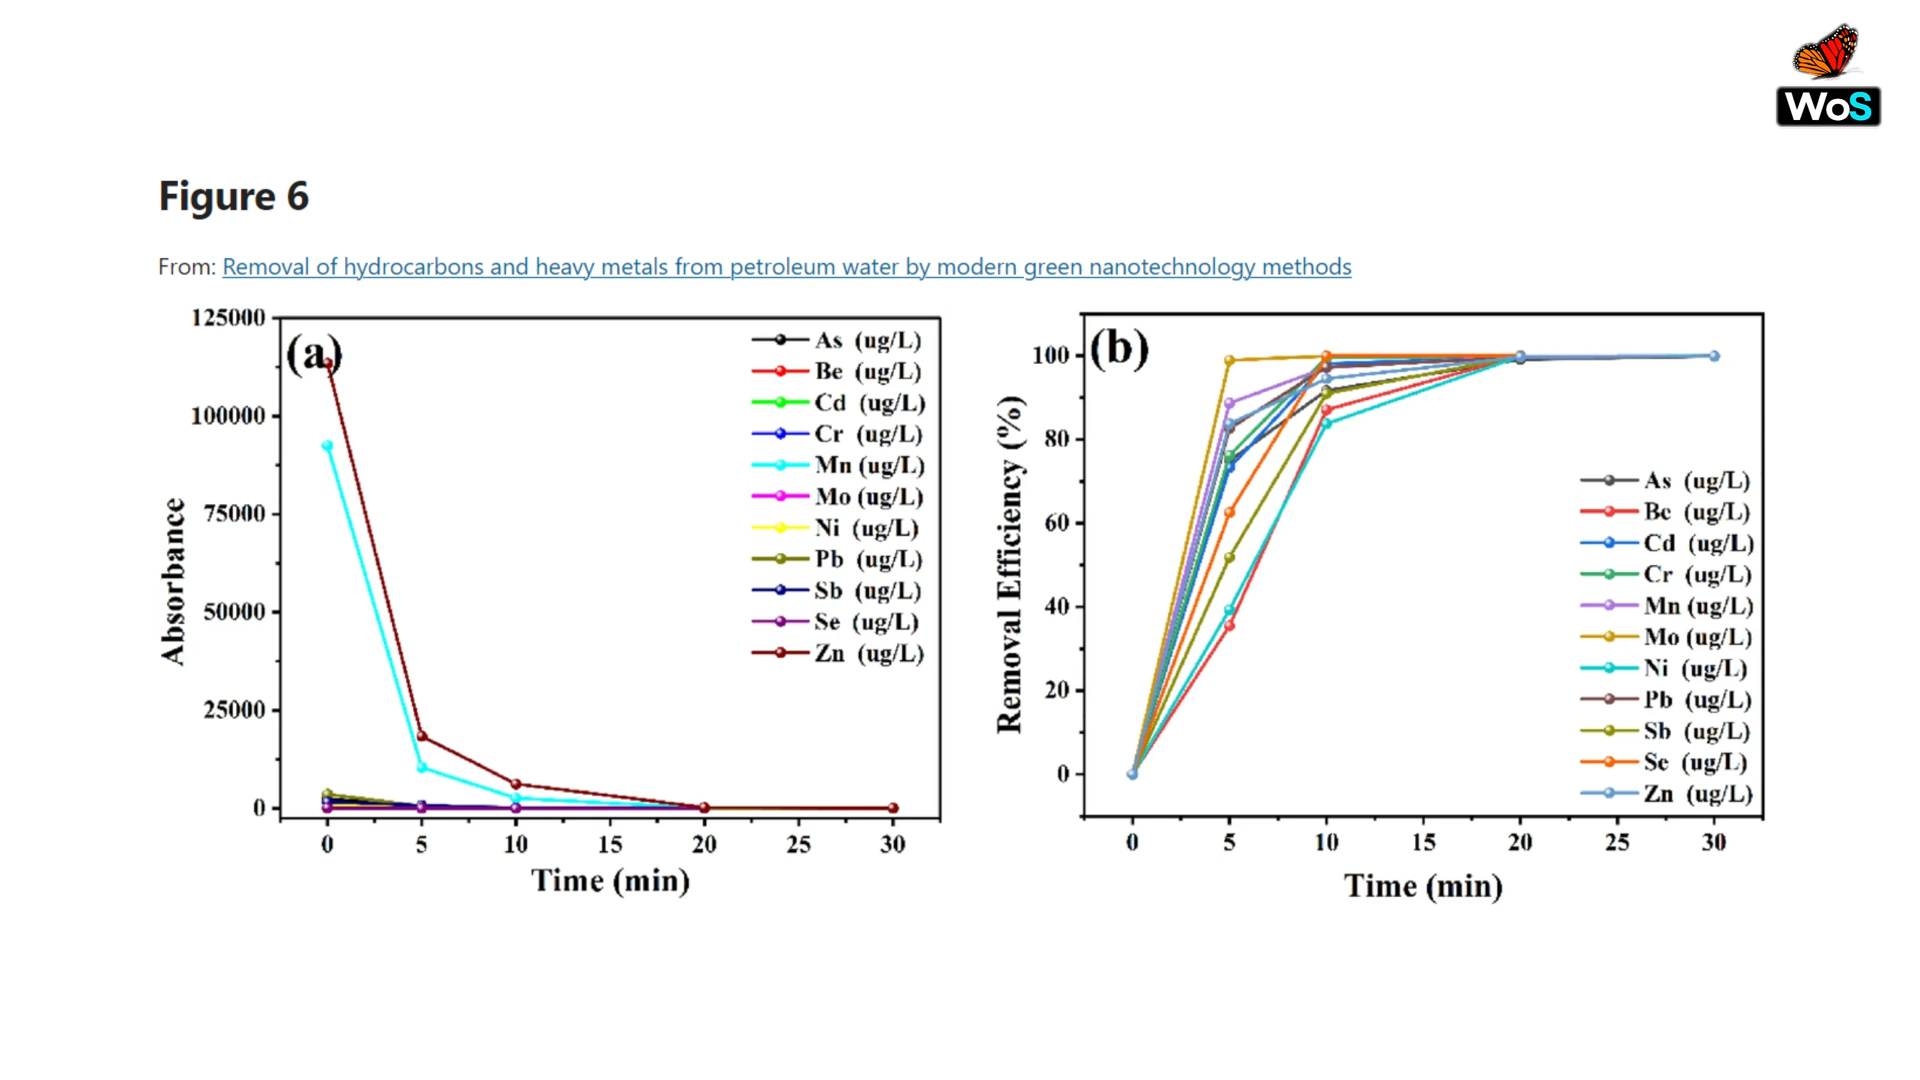 WoS
Figure 6
From: Removal of hydrocarbons and heavy metals from petroleum water by modern green nanotechnology methods
(a)
125000
100000
75000
50000
25000
0
Absorbance
0 5 10 15 20 25 30
Time (min)
As (ug/L)
Be (ug/L)
Cd (ug/L)
Cr (ug/L)
Mn (ug/L)
Mo (ug/L)
Ni (ug/L)
Pb (ug/L)
Sb (ug/L)
Se (ug/L)
Zn (ug/L)
(b)
100
80
60
40
20
0
Removal Efficiency (%)
0 5 10 15 20 25 30
Time (min)
As (ug/L)
Be (ug/L)
Cd (ug/L)
Cr (ug/L)
Mn (ug/L)
Mo (ug/L)
Ni (ug/L)
Pb (ug/L)
Sb (ug/L)
Se (ug/L)
Zn (ug/L)